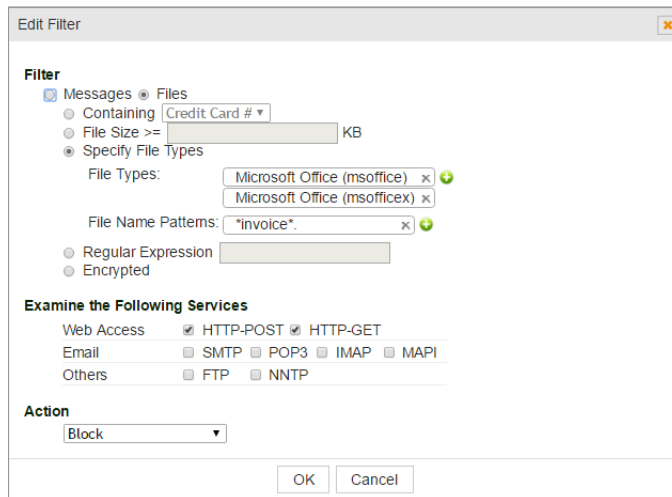 Edit Filter
Filter
Messages Files
Containing Credit Card #
File Size >= KB
Specify File Types
File Types: Microsoft Office (msoffice)
Microsoft Office (msofficex)
File Name Patterns: *invoice*.
Regular Expression
Encrypted
Examine the Following Services
Web Access HTTP-POST HTTP-GET
Email SMTP POP3 IMAP MAPI
Others FTP NNTP
Action
Block
OK Cancel